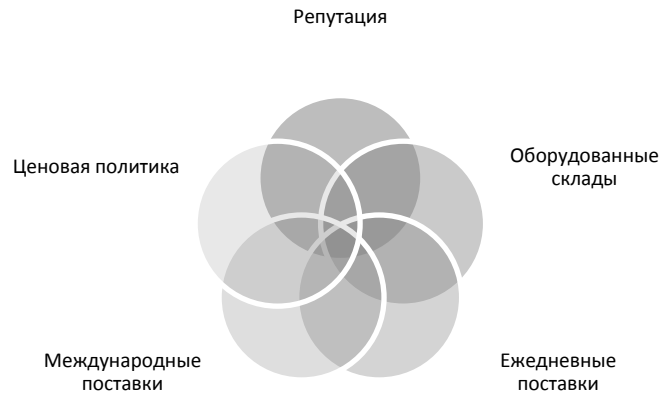 Репутация
Ценовая политика
Оборудованные
склады
Международные
поставки
Ежедневные
поставки